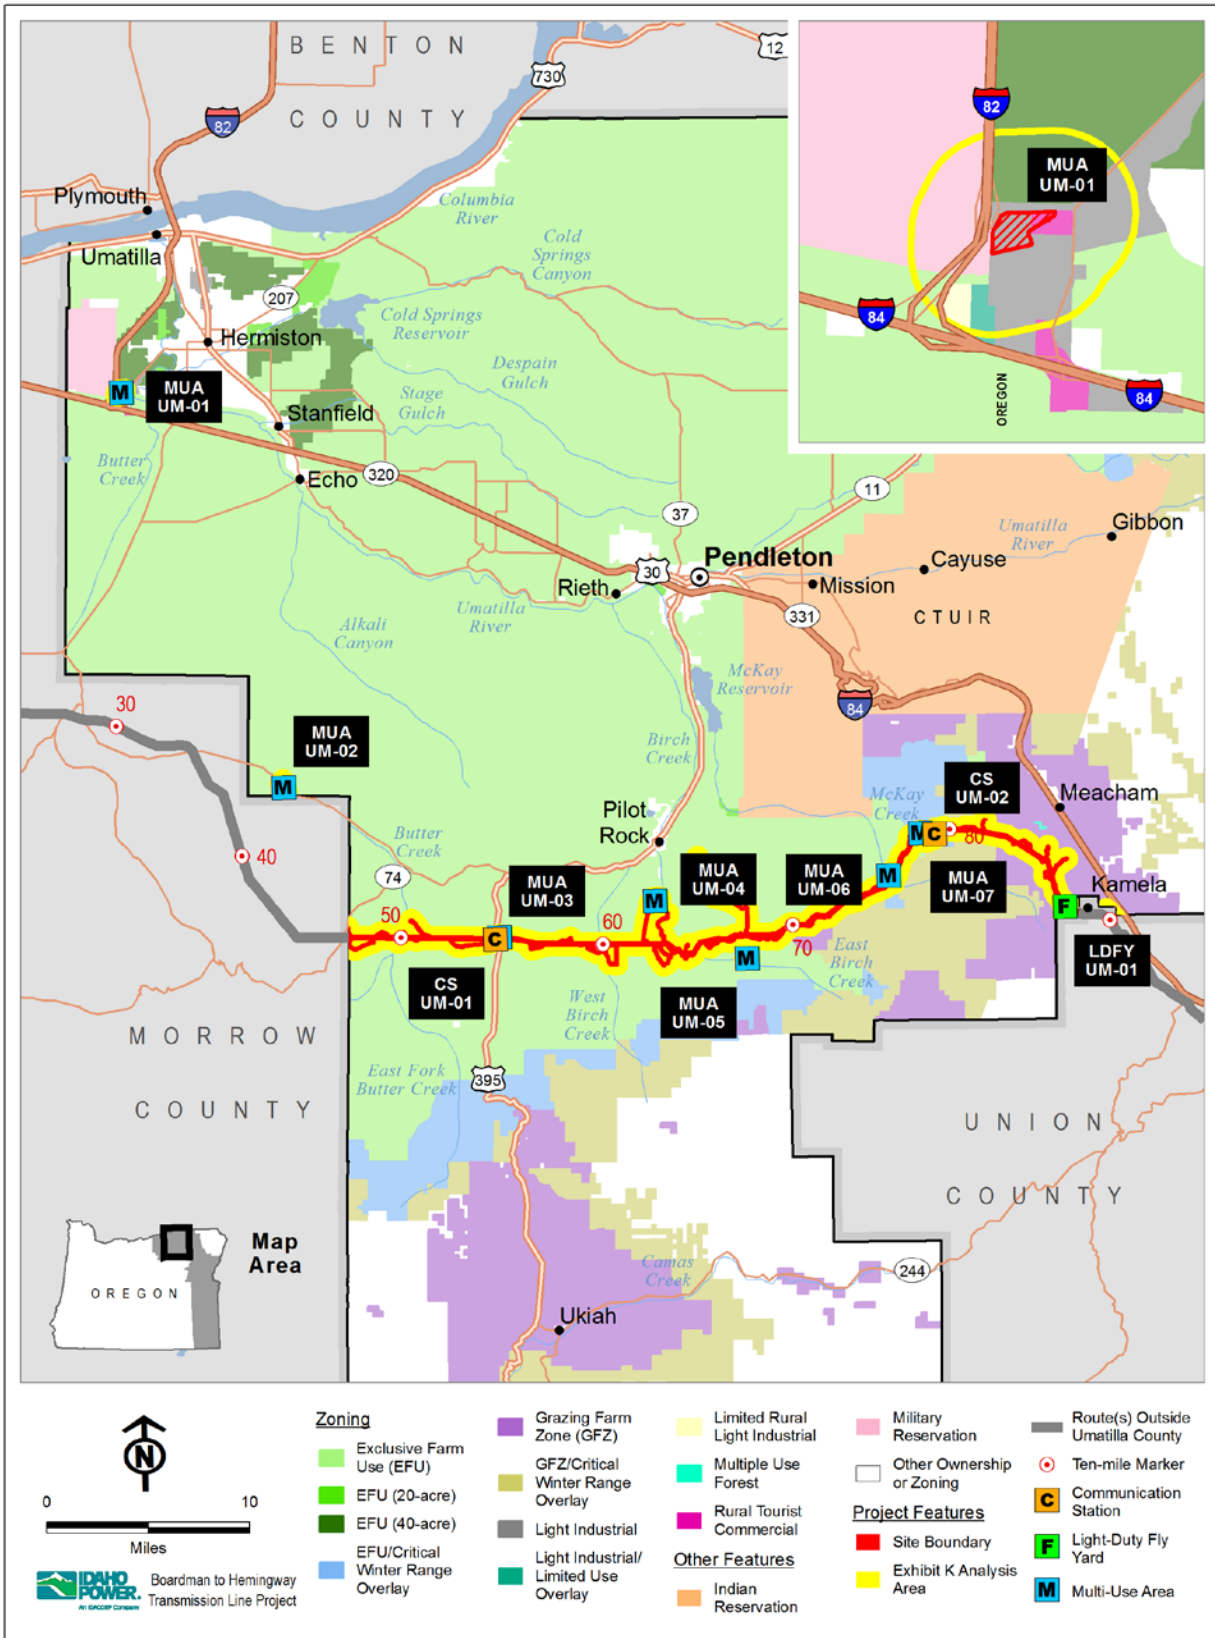 BENTON
COUNTY
12
730
82
Plymouth
Umatilla
Columbia
River
Cold
Springs
Canyon
207
Cold Springs
Reservoir
Hermiston
Despain
Gulch
M
MUA
UM-01
Stage
Gulch
Stanfield
Butter
Creek
Echo
320
82
MUA
UM-01
84
84
OREGON
11
37
Gibbon
Umatilla
River
Pendleton
30
Cayuse
Mission
Rieth
331
CTUIR
Umatilla
River
Alkali
Canyon
McKay
Reservoir
84
30
MUA
UM-02
M
Birch
Creek
CS
UM-02
Meacham
McKay
Creek
Pilot
Rock
M
C
80
40
Butter
Creek
74
MUA
UM-03
MUA
UM-04
MUA
UM-06
M
MUA
UM-07
Kamela
F
50
C
60
M
70
East
Birch
Creek
LDFY
UM-01
M
CS
UM-01
West
Birch
Creek
MUA
UM-05
MORROW
COUNTY
East Fork
Butter Creek
395
UNION
COUNTY
Camas
Creek
244
Ukiah
OREGON
Map
Area
N
0 10
Miles
IDAHO
POWER.
An IDACORP Company
Boardman to Hemingway
Transmission Line Project
Zoning
Exclusive Farm
Use (EFU)
EFU (20-acre)
EFU (40-acre)
EFU/Critical
Winter Range
Overlay
Grazing Farm
Zone (GFZ)
GFZ/Critical
Winter Range
Overlay
Light Industrial
Light Industrial/
Limited Use
Overlay
Limited Rural
Light Industrial
Multiple Use
Forest
Rural Tourist
Commercial
Other Features
Indian
Reservation
Military
Reservation
Other Ownership
or Zoning
Project Features
Site Boundary
Exhibit K Analysis
Area
Route(s) Outside
Umatilla County
Ten-mile Marker
C
Communication
Station
F
Light-Duty Fly
Yard
M
Multi-Use Area